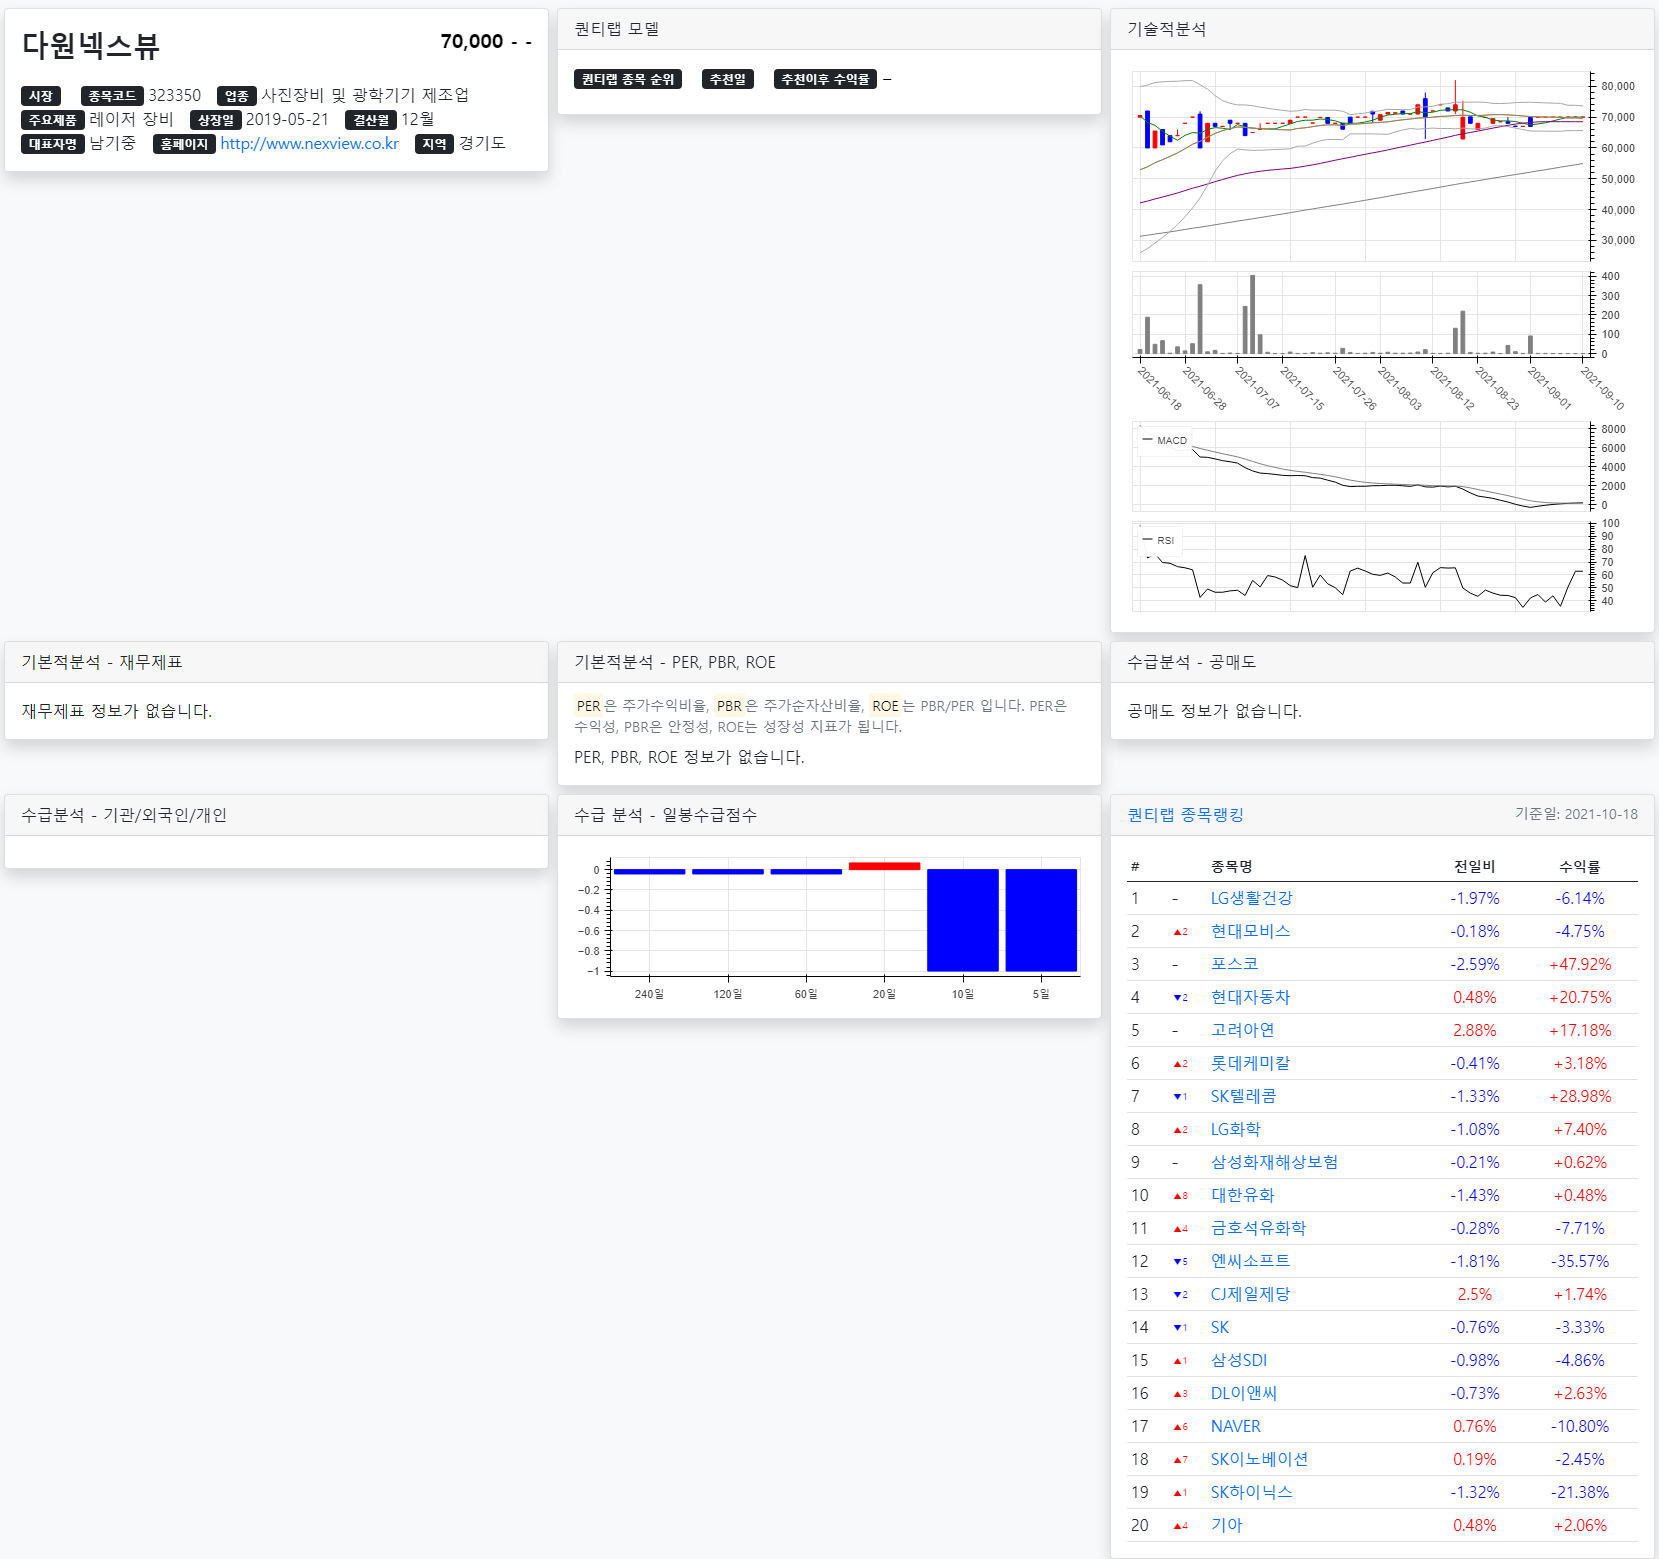 다원넥스뷰
70,000 - -
시장 종목코드 323350 업종 사진장비 및 광학기기 제조업
주요제품 레이저 장비 상장일 2019-05-21 결산월 12월
대표자명 남기중 홈페이지 http://www.nexview.co.kr 지역 경기도
퀀티랩 모델
퀀티랩 종목 순위 추천일 추천이후 수익률 –
기술적분석
80,000
70,000
60,000
50,000
40,000
30,000
400
300
200
100
0
2021-06-18
2021-06-28
2021-07-07
2021-07-15
2021-07-26
2021-08-03
2021-08-12
2021-08-23
2021-09-01
2021-09-10
MACD
8000
6000
4000
2000
0
RSI
100
90
80
70
60
50
40
기본적분석 - 재무제표
재무제표 정보가 없습니다.
기본적분석 - PER, PBR, ROE
PER은 주가수익비율, PBR은 주가순자산비율, ROE는 PBR/PER 입니다. PER은
수익성, PBR은 안정성, ROE는 성장성 지표가 됩니다.
PER, PBR, ROE 정보가 없습니다.
수급분석 - 공매도
공매도 정보가 없습니다.
수급분석 - 기관/외국인/개인
수급 분석 - 일봉수급점수
0
−0.2
−0.4
−0.6
−0.8
−1
240일 120일 60일 20일 10일 5일
퀀티랩 종목랭킹 기준일: 2021-10-18
# 종목명 전일비 수익률
1 - LG생활건강 -1.97% -6.14%
2 ▲2 현대모비스 -0.18% -4.75%
3 - 포스코 -2.59% +47.92%
4 ▼2 현대자동차 0.48% +20.75%
5 - 고려아연 2.88% +17.18%
6 ▲2 롯데케미칼 -0.41% +3.18%
7 ▼1 SK텔레콤 -1.33% +28.98%
8 ▲2 LG화학 -1.08% +7.40%
9 - 삼성화재해상보험 -0.21% +0.62%
10 ▲8 대한유화 -1.43% +0.48%
11 ▲4 금호석유화학 -0.28% -7.71%
12 ▼5 엔씨소프트 -1.81% -35.57%
13 ▼2 CJ제일제당 2.5% +1.74%
14 ▼1 SK -0.76% -3.33%
15 ▲1 삼성SDI -0.98% -4.86%
16 ▲3 DL이앤씨 -0.73% +2.63%
17 ▲6 NAVER 0.76% -10.80%
18 ▲7 SK이노베이션 0.19% -2.45%
19 ▲1 SK하이닉스 -1.32% -21.38%
20 ▲4 기아 0.48% +2.06%